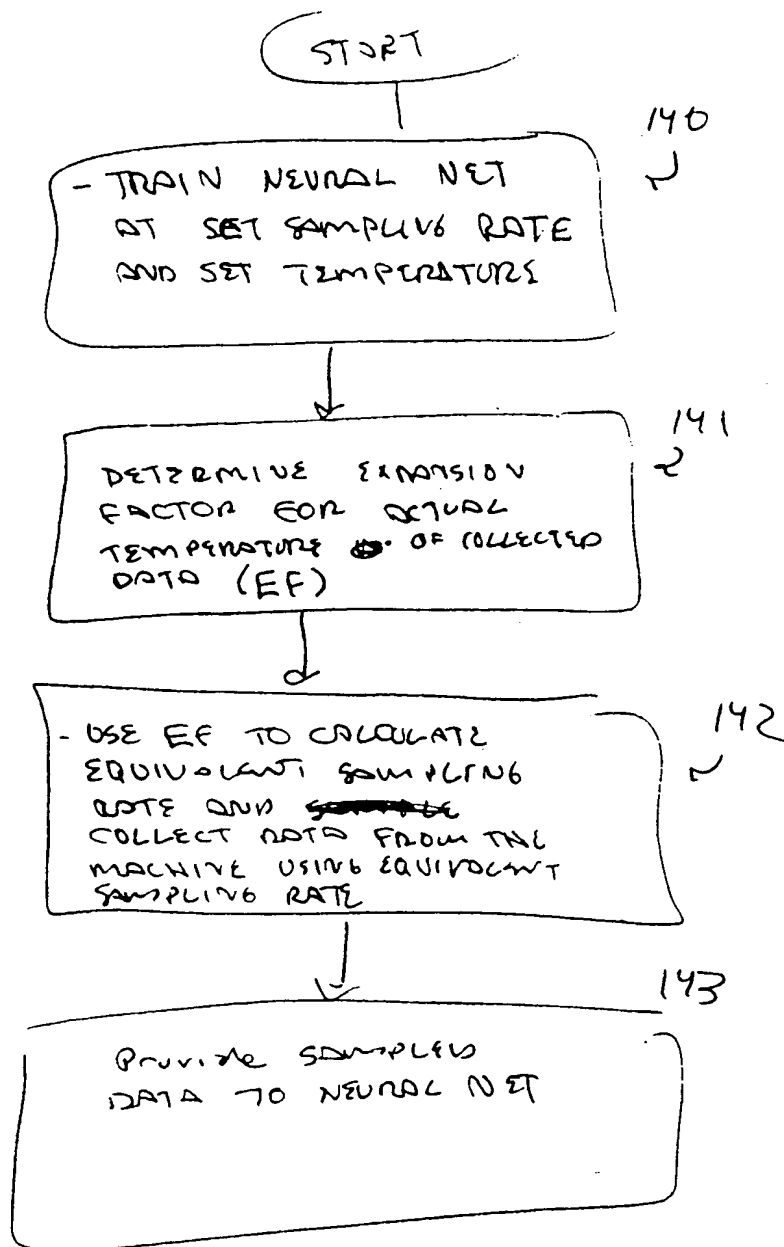 START
140
- TRAIN NEURAL NET
AT SET SAMPLING RATE
AND SET TEMPERATURE
141
DETERMINE EXPANSION
FACTOR FOR ACTUAL
TEMPERATURE OF COLLECTED
DATA (EF)
142
- USE EF TO CALCULATE
EQUIVALENT SAMPLING
RATE AND
COLLECT DATA FROM THE
MACHINE USING EQUIVALENT
SAMPLING RATE
143
Provide SAMPLED
DATA TO NEURAL NET